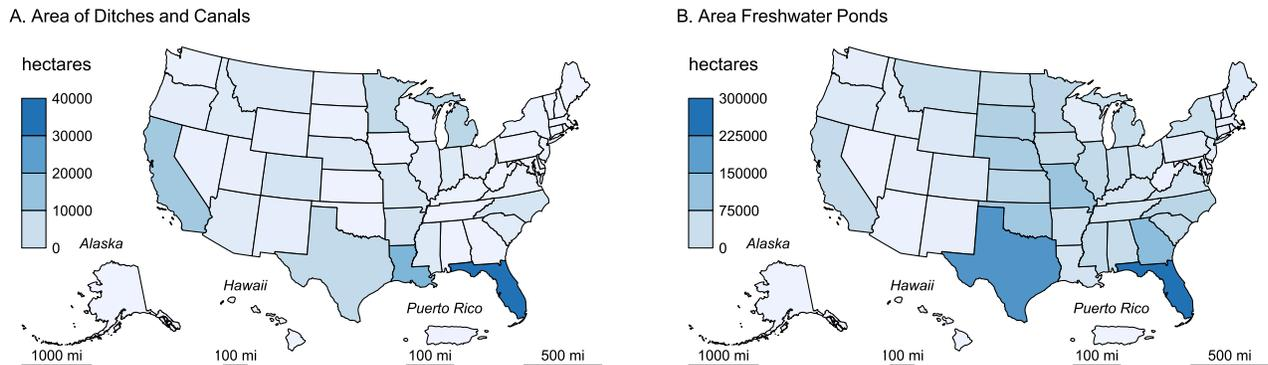 A. Area of Ditches and Canals
hectares
40000
30000
20000
10000
0
Alaska
Hawaii
Puerto Rico
1000 mi
100 mi
100 mi
500 mi
B. Area Freshwater Ponds
hectares
300000
225000
150000
75000
0
Alaska
Hawaii
Puerto Rico
1000 mi
100 mi
100 mi
500 mi